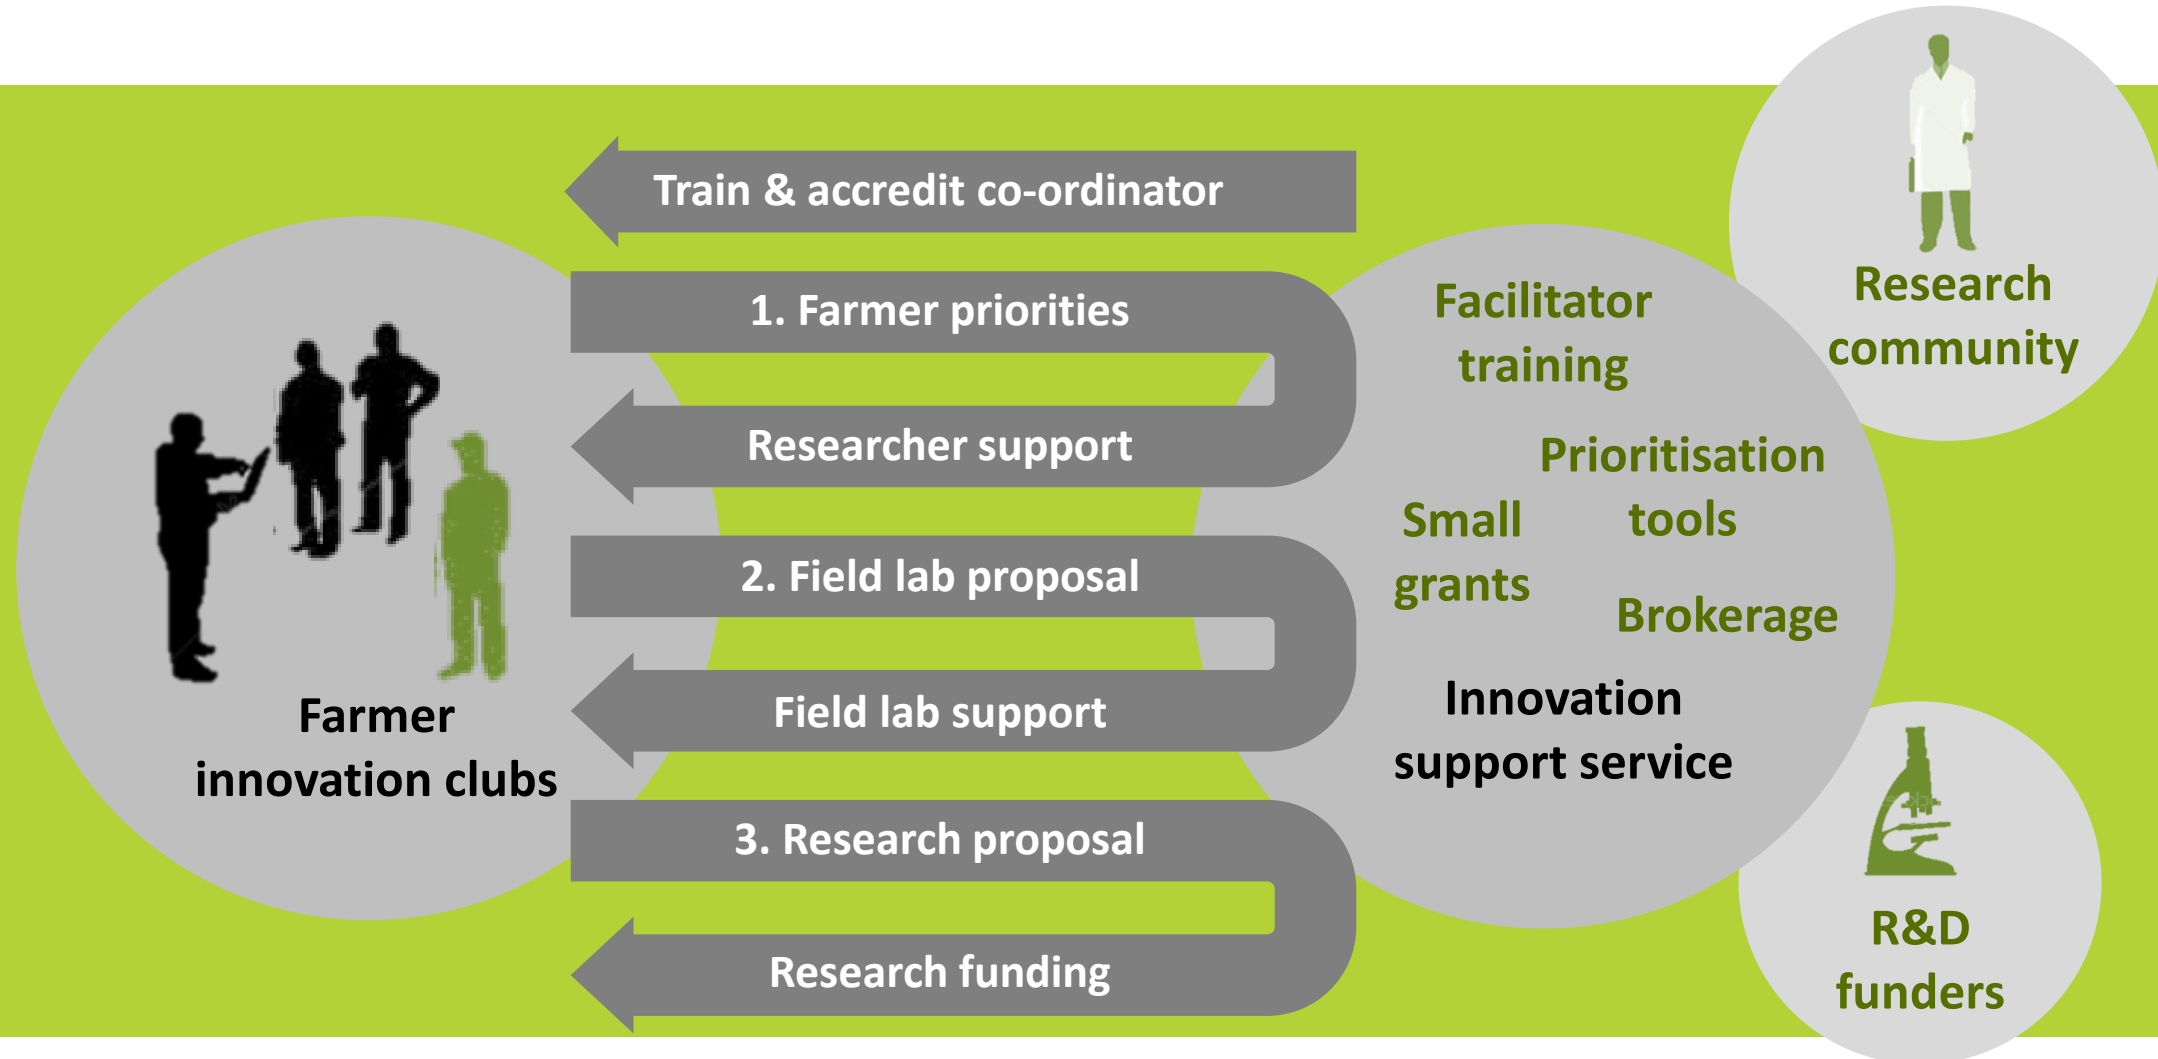 Train & accredit co-ordinator
1. Farmer priorities
Researcher support
2. Field lab proposal
Field lab support
3. Research proposal
Research funding
Farmer
innovation clubs
Facilitator
training
Prioritisation
tools
Small
grants
Brokerage
Innovation
support service
Research
community
R&D
funders